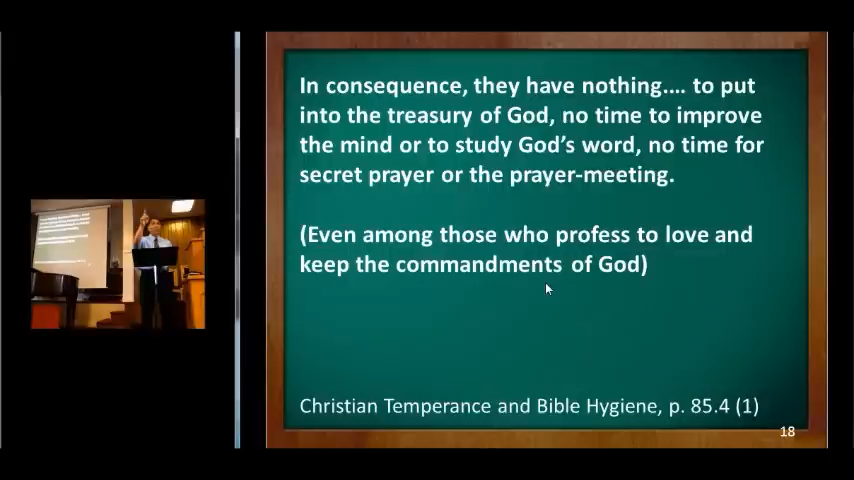 In consequence, they have nothing.... to put
into the treasury of God, no time to improve
the mind or to study God's word, no time for
secret prayer or the prayer-meeting.
(Even among those who profess to love and
keep the commandments of God)
Christian Temperance and Bible Hygiene, p. 85.4 (1)
18